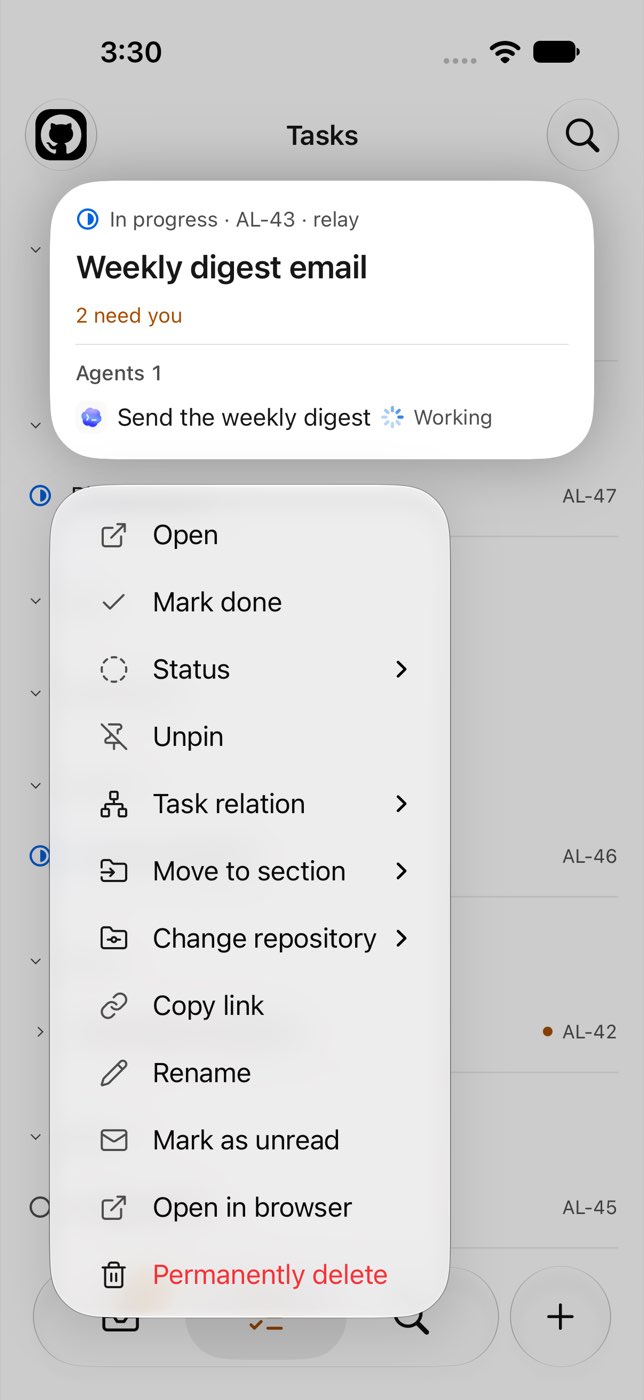 3:30
Tasks
In progress · AL-43 · relay
Weekly digest email
2 need you
Agents 1
Send the weekly digest Working
AL-47
Open
Mark done
Status
Unpin
Task relation
Move to section
AL-46
Change repository
Copy link
AL-42
Rename
Mark as unread
Open in browser
AL-45
Permanently delete